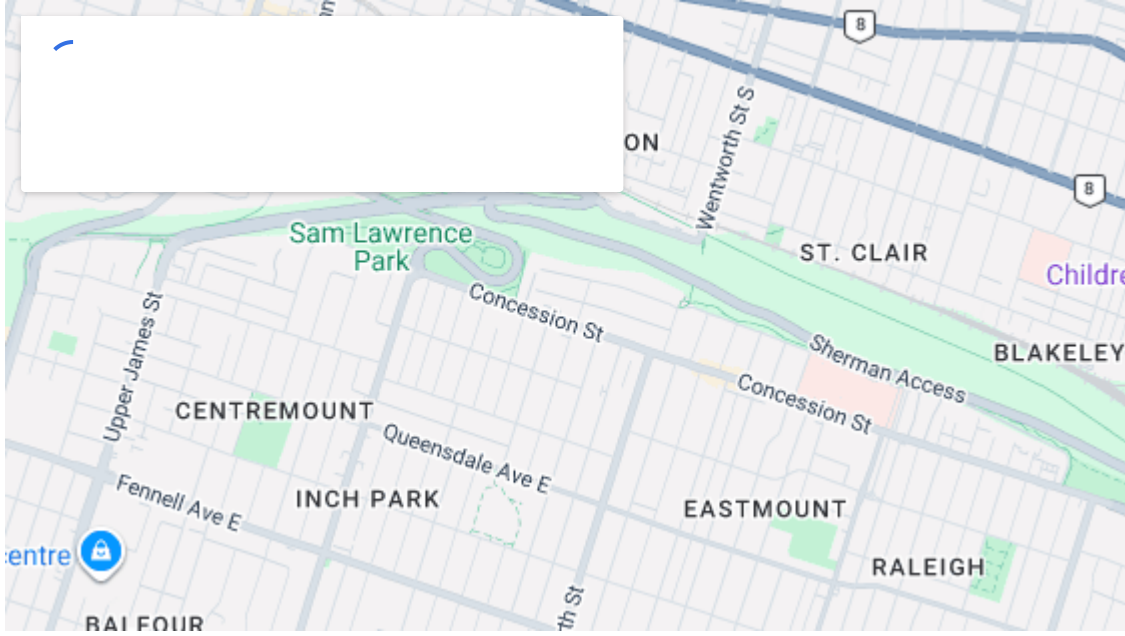 8
ON
Wentworth St S
8
Sam Lawrence
Park
ST. CLAIR
Childre
Concession St
Upper James St
Sherman Access
BLAKELEY
Concession St
CENTREMOUNT
Queensdale Ave E
Fennell Ave E
INCH PARK
EASTMOUNT
entre
RALEIGH
th St
BALFOUR